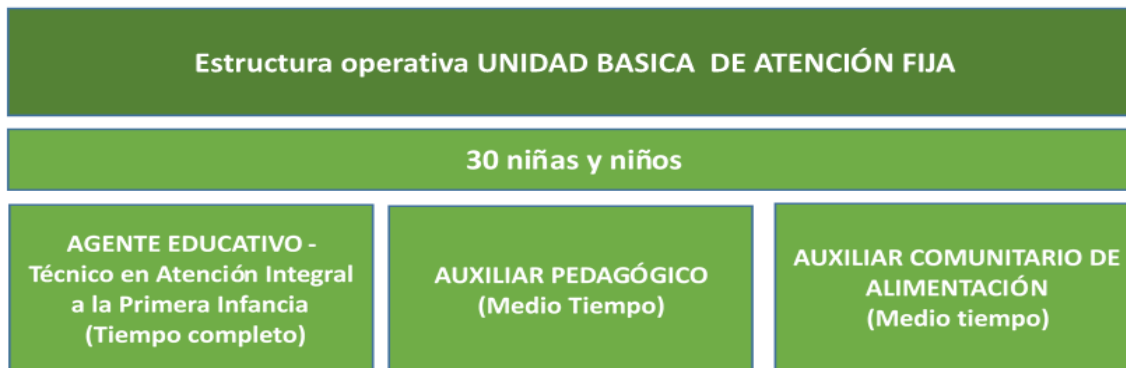 Estructura operativa UNIDAD BASICA DE ATENCIÓN FIJA
30 niñas y niños
AGENTE EDUCATIVO -
Técnico en Atención Integral
a la Primera Infancia
(Tiempo completo)
AUXILIAR PEDAGÓGICO
(Medio Tiempo)
AUXILIAR COMUNITARIO DE
ALIMENTACIÓN
(Medio tiempo)